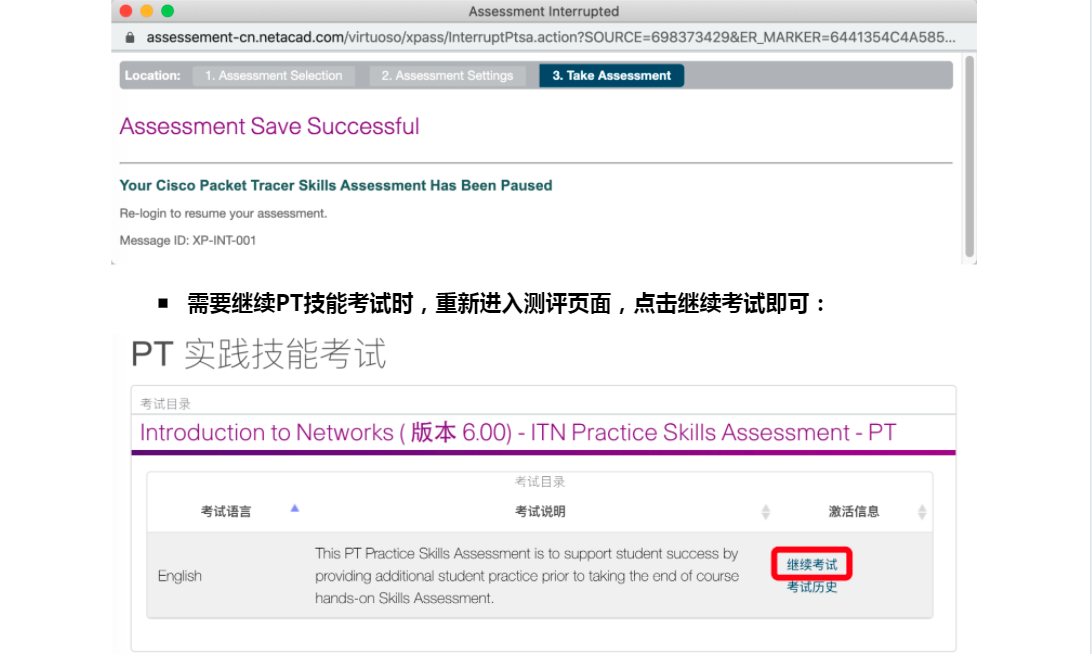 Assessment Interrupted
assessement-cn.netacad.com/virtuoso/xpass/InterruptPtsa.action?SOURCE=698373429&ER_MARKER=6441354C4A585...
Location: 1. Assessment Selection 2. Assessment Settings 3. Take Assessment
Assessment Save Successful
Your Cisco Packet Tracer Skills Assessment Has Been Paused
Re-login to resume your assessment.
Message ID: XP-INT-001
▪ 需要继续PT技能考试时，重新进入测评页面，点击继续考试即可：
PT 实践技能考试
考试目录
Introduction to Networks ( 版本 6.00) - ITN Practice Skills Assessment - PT
考试目录
考试语言 考试说明 激活信息
This PT Practice Skills Assessment is to support student success by
providing additional student practice prior to taking the end of course
hands-on Skills Assessment.
English
继续考试
考试历史